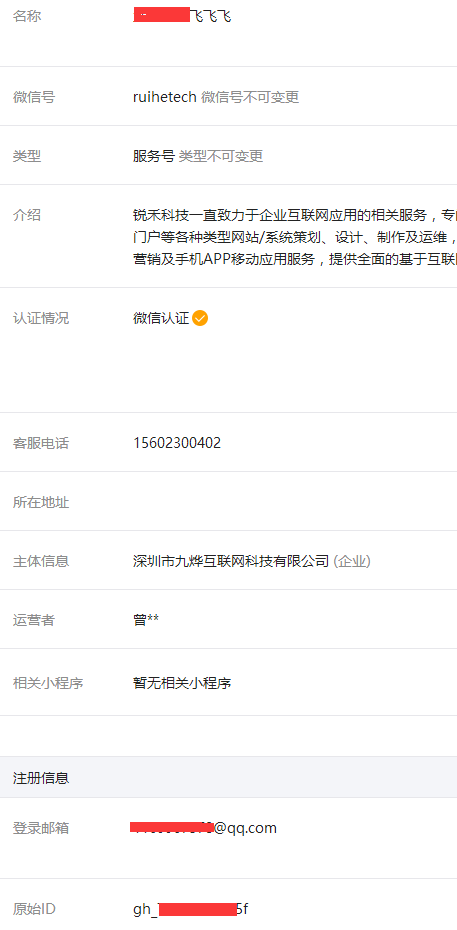 名称 飞飞飞
微信号 ruihetech 微信号不可变更
类型 服务号 类型不可变更
介绍 锐禾科技一直致力于企业互联网应用的相关服务，专
门户等各种类型网站/系统策划、设计、制作及运维，
营销及手机APP移动应用服务，提供全面的基于互联
认证情况 微信认证
客服电话 15602300402
所在地址
主体信息 深圳市九烨互联网科技有限公司 (企业)
运营者 曾**
相关小程序 暂无相关小程序
注册信息
登录邮箱 @qq.com
原始ID gh_ 5f